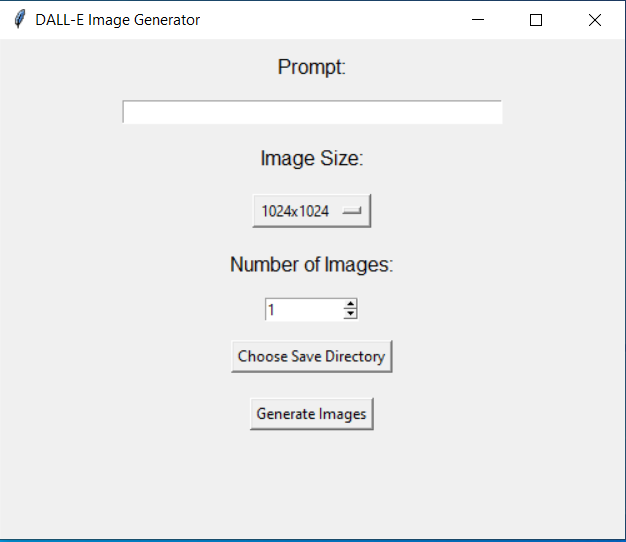 DALL-E Image Generator
Prompt:
Image Size:
1024x1024
Number of Images:
1
Choose Save Directory
Generate Images